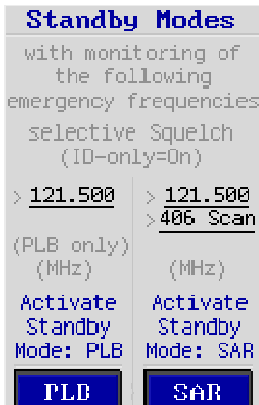 Standby Modes
with monitoring of
the following
emergency frequencies
selective Squelch
(ID-only=On)
> 121.500 > 121.500
> 406 Scan
(PLB only)
(MHz) (MHz)
Activate Activate
Standby Standby
Mode: PLB Mode: SAR
PLB SAR